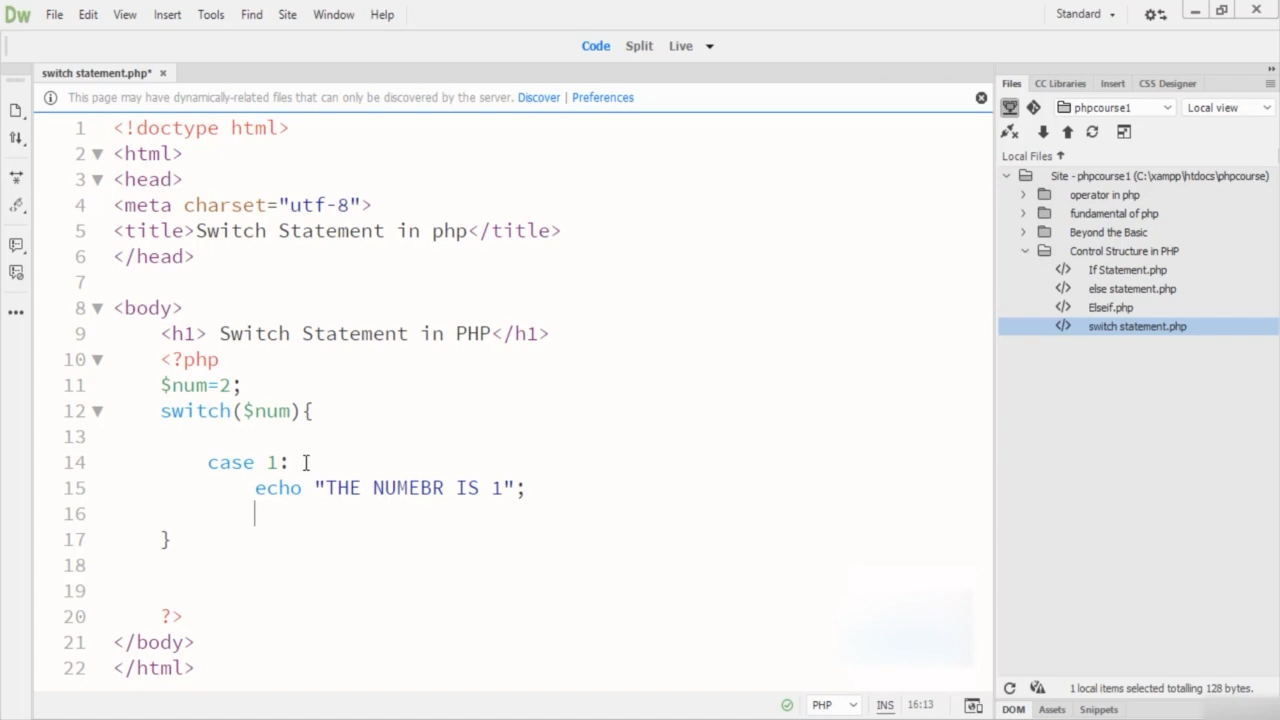 Dw File Edit View Insert Tools Find Site Window Help Standard
Code Split Live
switch statement.php*
This page may have dynamically-related files that can only be discovered by the server. Discover | Preferences
1 <!doctype html>
2 <html>
3 <head>
4 <meta charset="utf-8">
5 <title>Switch Statement in php</title>
6 </head>
7
8 <body>
9 <h1> Switch Statement in PHP</h1>
10 <?php
11 $num=2;
12 switch($num){
13
14 case 1:
15 echo "THE NUMEBR IS 1";
16
17 }
18
19
20 ?>
21 </body>
22 </html>
PHP INS 16:13
Files CC Libraries Insert CSS Designer
phpcourse1 Local view
Local Files
Site - phpcourse1 (C:\xampp\htdocs\phpcourse)
operator in php
fundamental of php
Beyond the Basic
Control Structure in PHP
If Statement.php
else statement.php
Elseif.php
switch statement.php
1 local items selected totalling 128 bytes.
DOM Assets Snippets